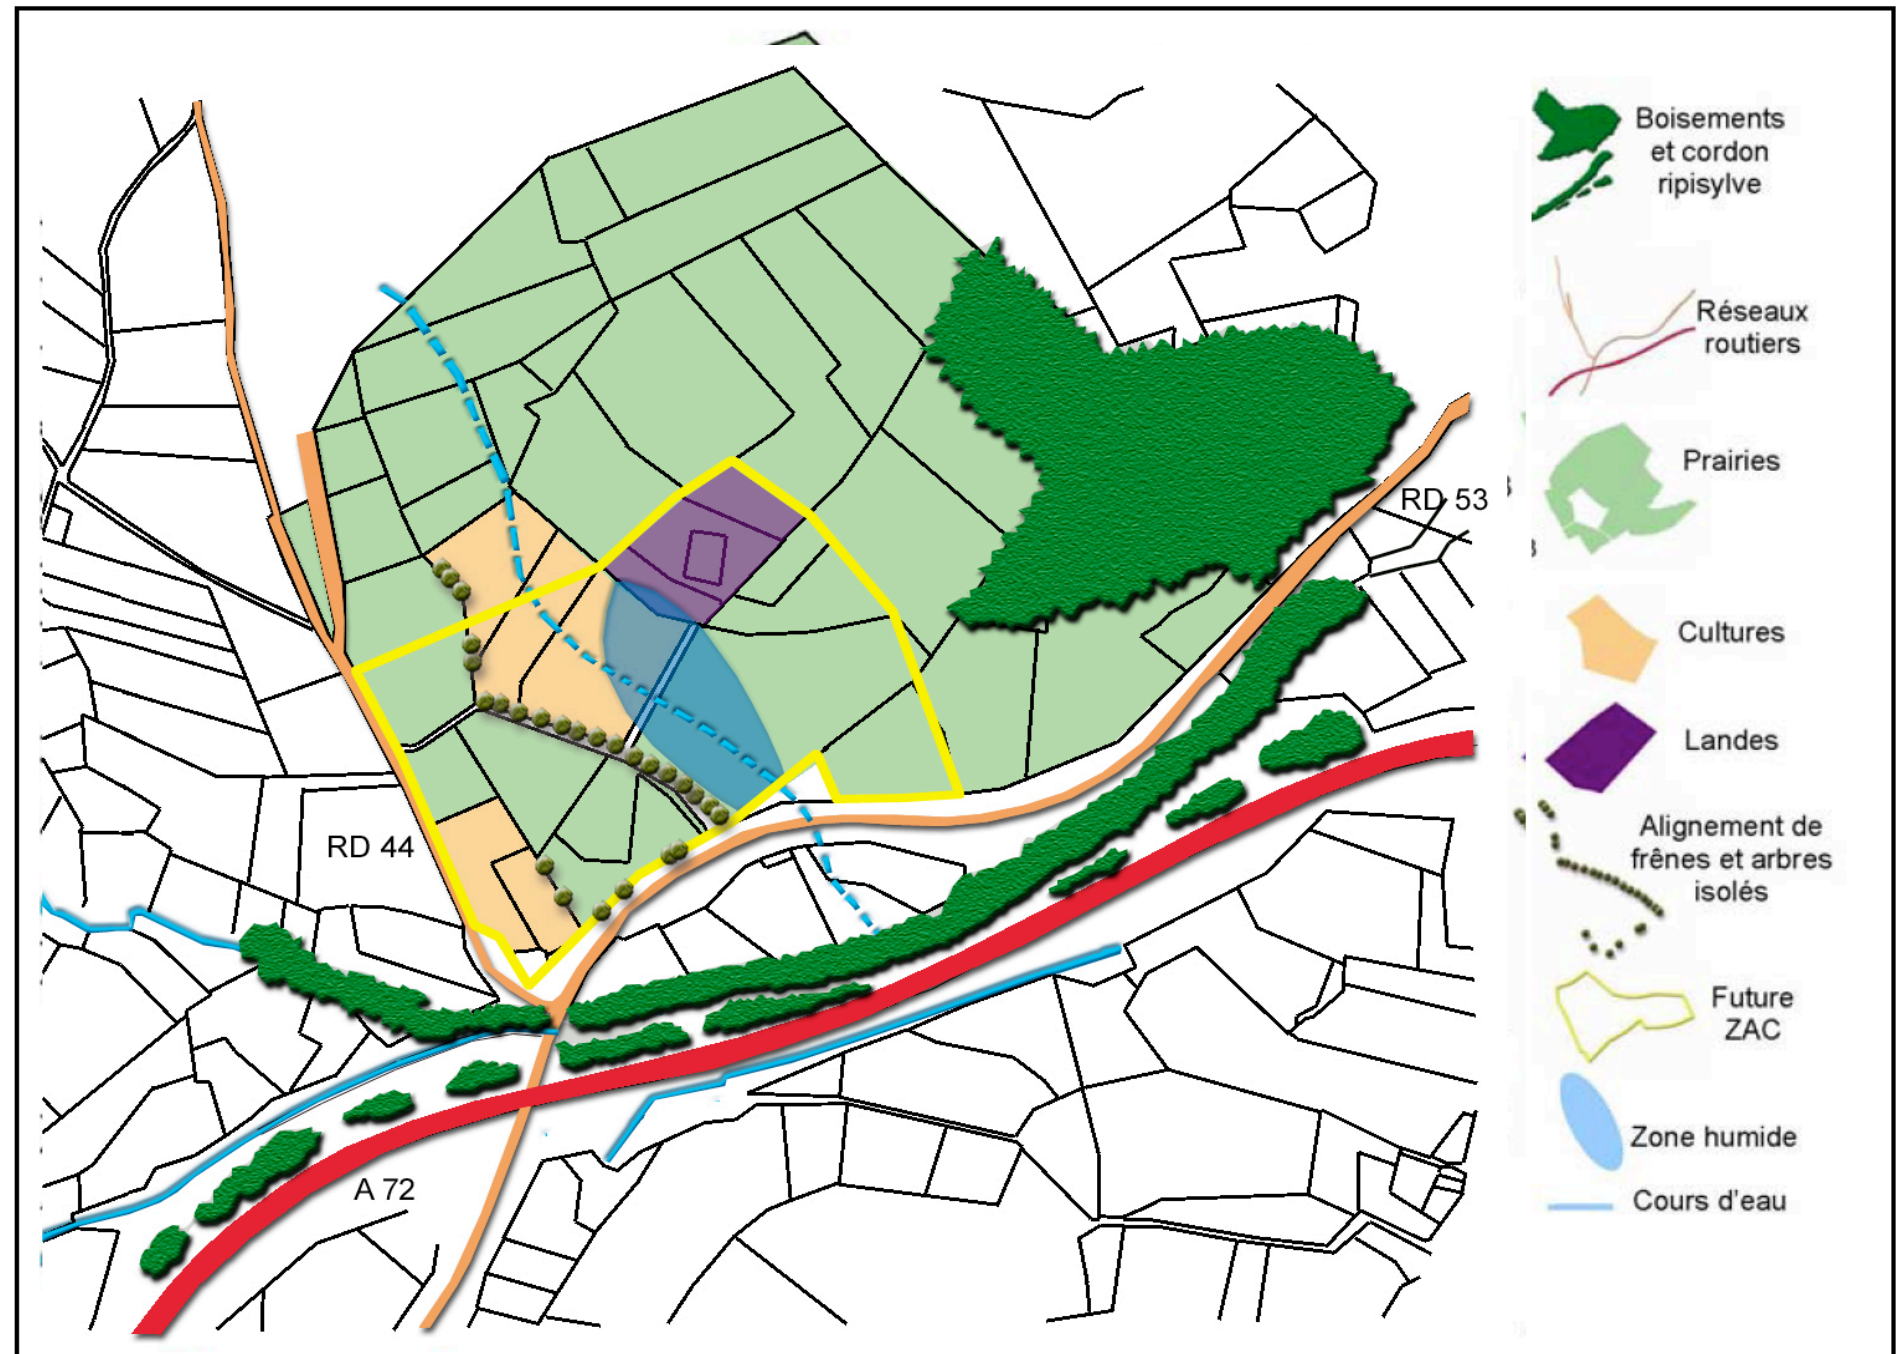 Boisements
et cordon
ripisylve
Réseaux
routiers
Prairies
RD 53
Cultures
Landes
Alignement de
frênes et arbres
isolés
RD 44
Future
ZAC
Zone humide
A 72
Cours d'eau